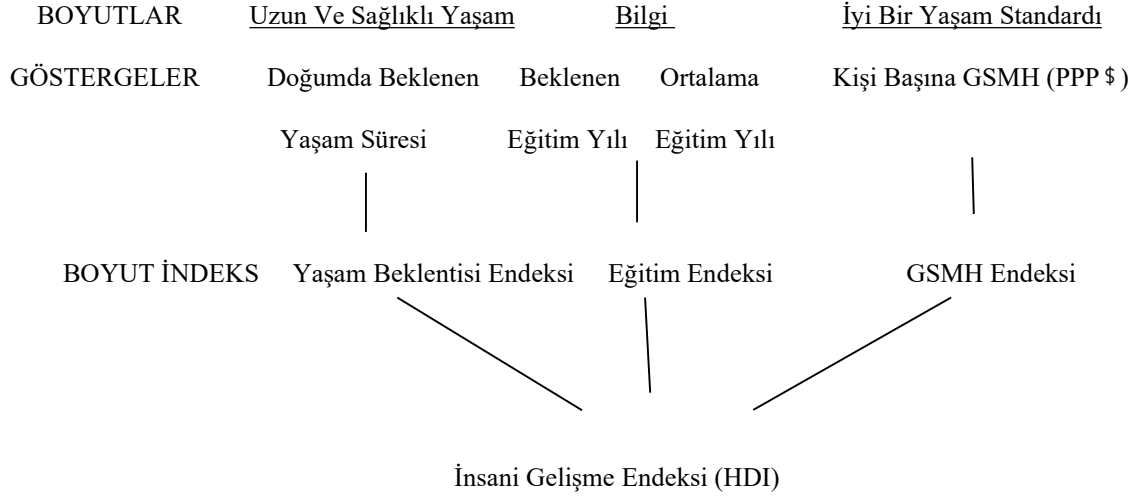 BOYUTLAR Uzun Ve Sağlıklı Yaşam Bilgi İyi Bir Yaşam Standardı
GÖSTERGELER Doğumda Beklenen Beklenen Ortalama Kişi Başına GSMH (PPP $)
Yaşam Süresi Eğitim Yılı Eğitim Yılı
BOYUT İNDEKS Yaşam Beklentisi Endeksi Eğitim Endeksi GSMH Endeksi
İnsani Gelişme Endeksi (HDI)